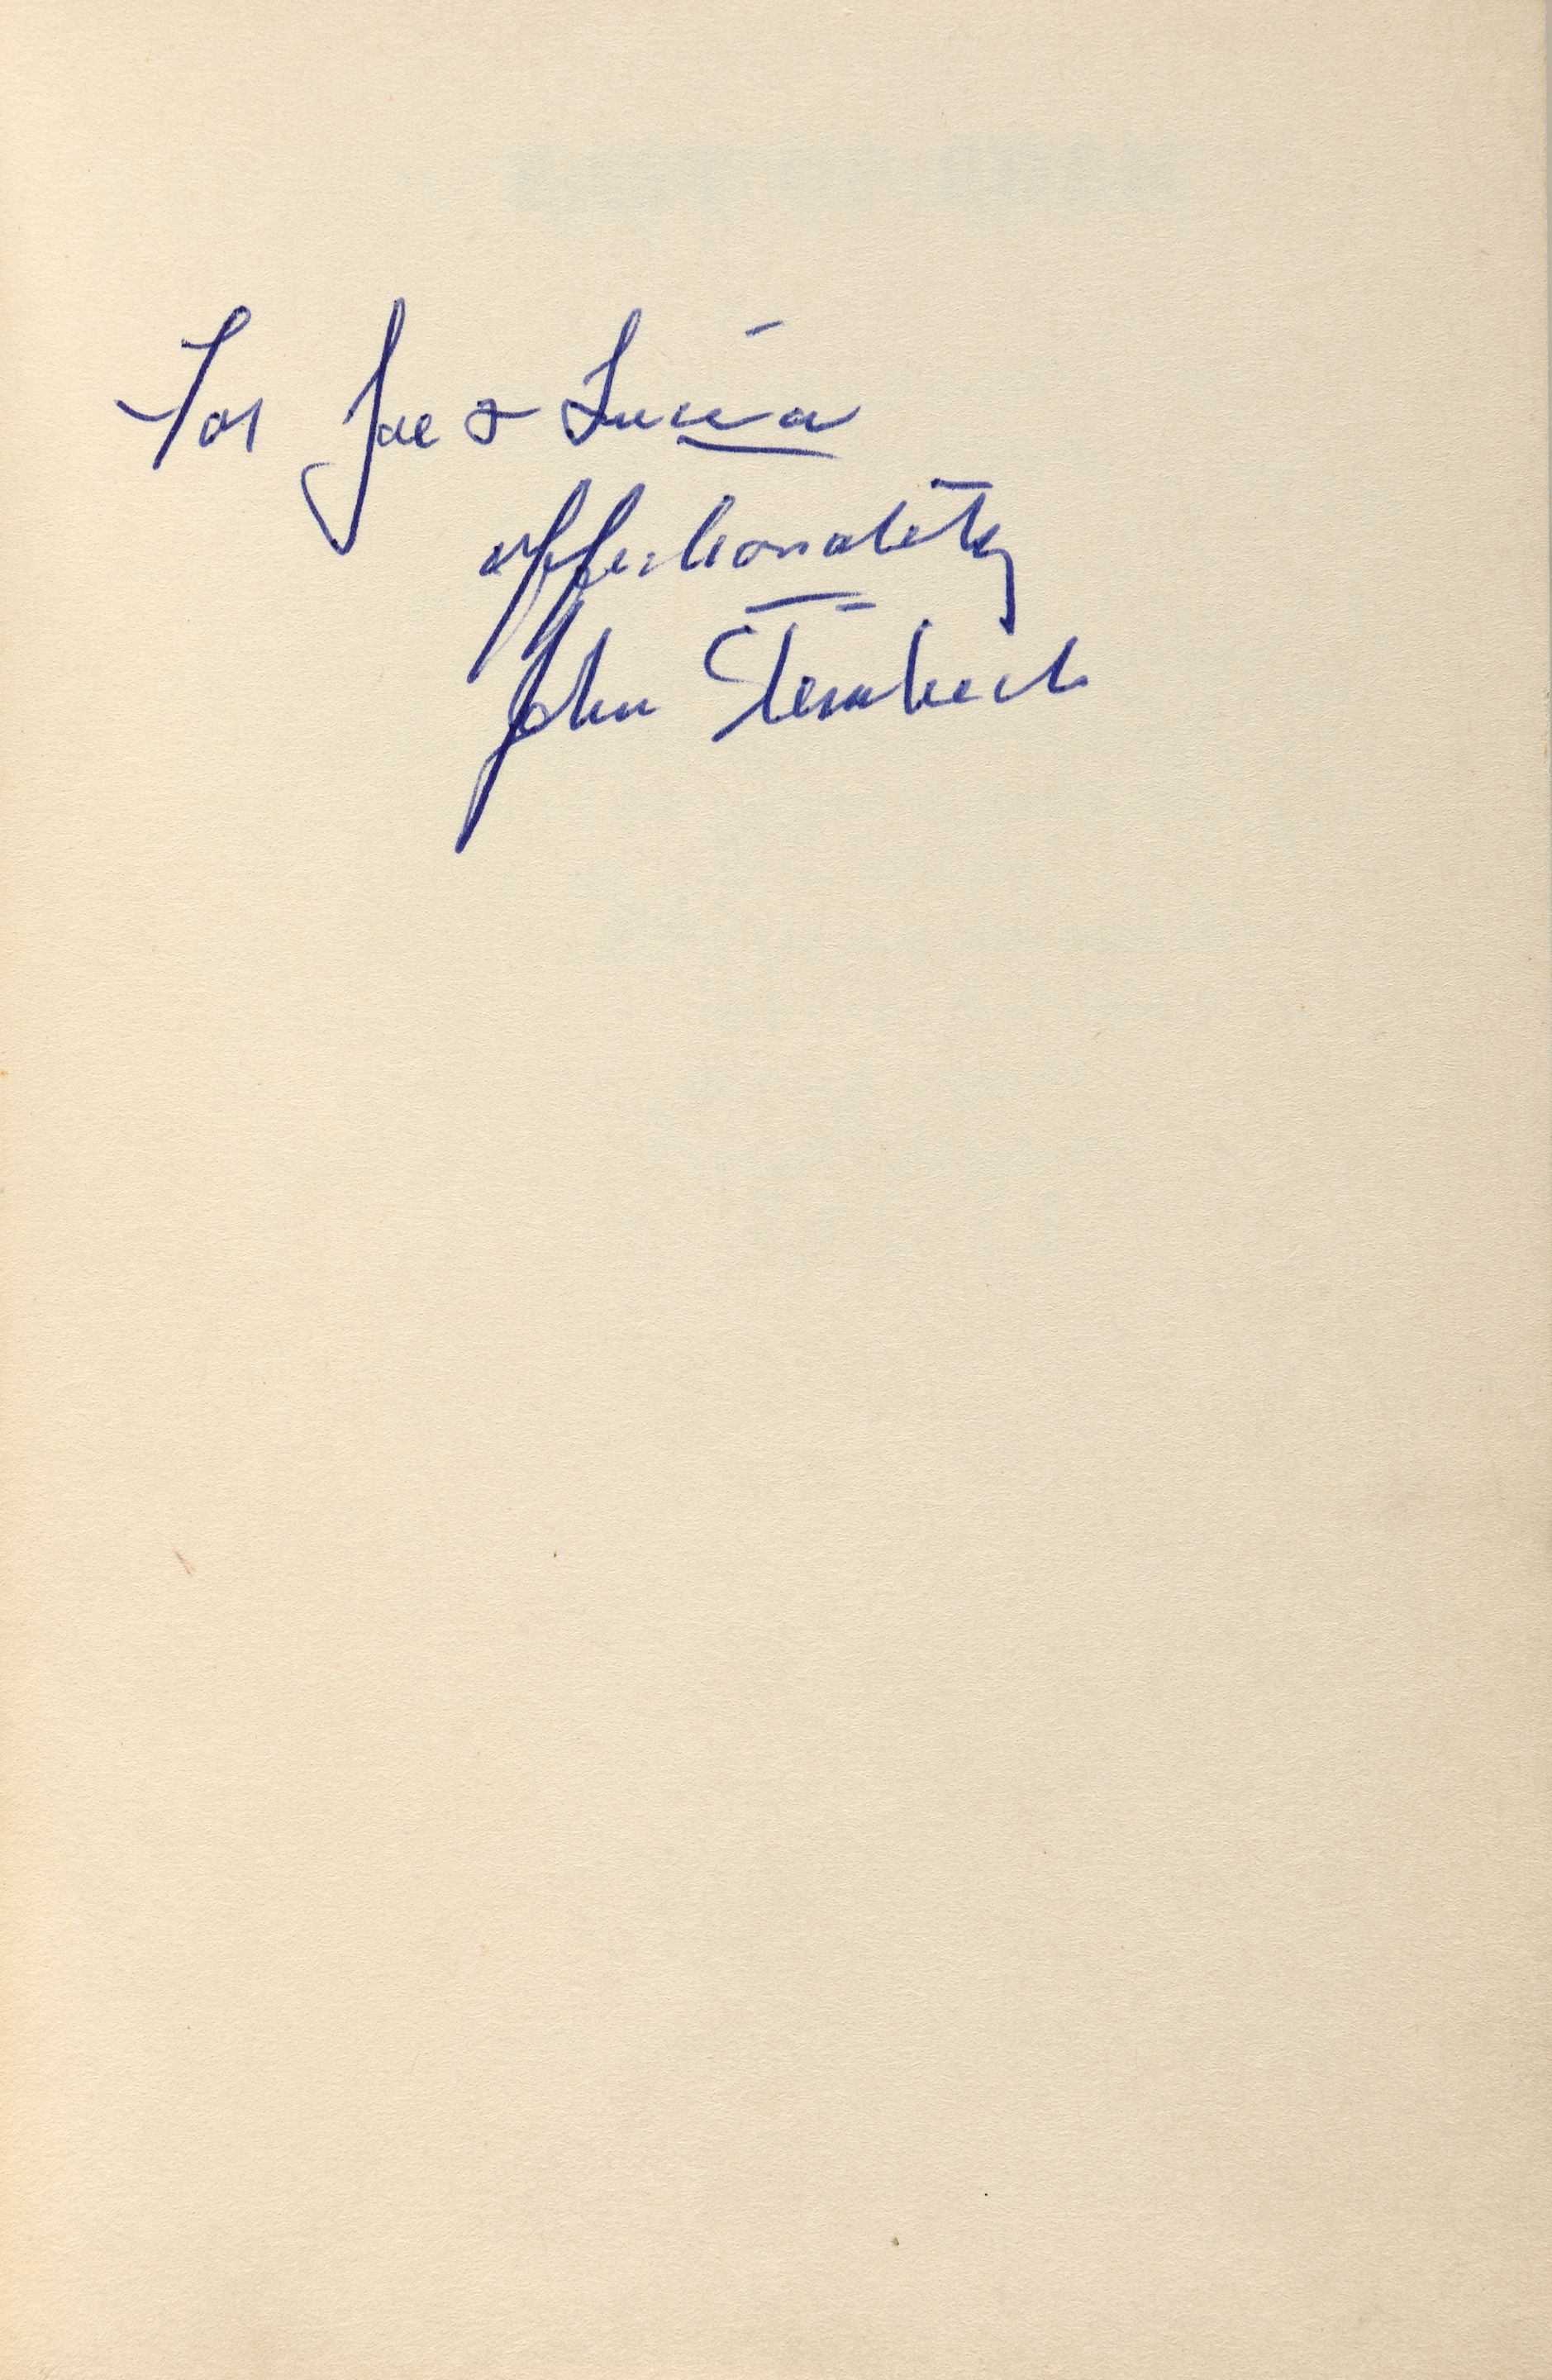 For Joe & Lucia
affectionately
John Steinbeck